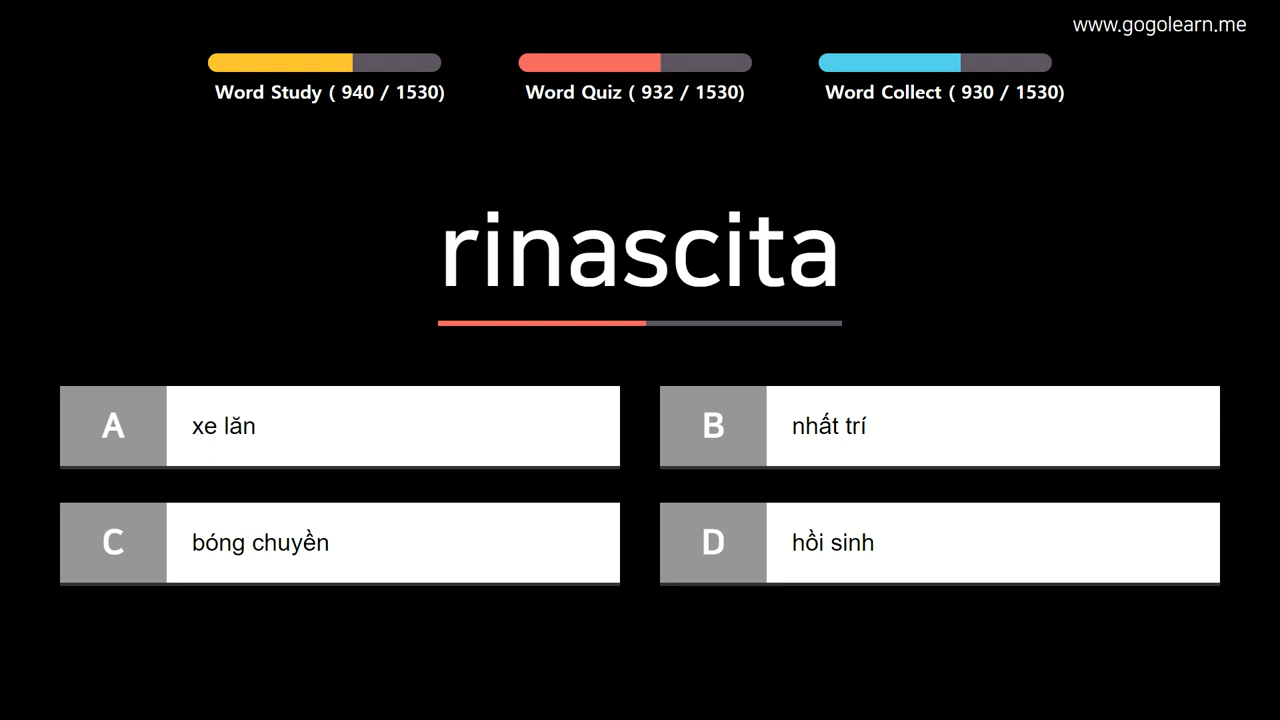 www.gogolearn.me
Word Study ( 940 / 1530)
Word Quiz ( 932 / 1530)
Word Collect ( 930 / 1530)
rinascita
A
xe lăn
B
nhất trí
C
bóng chuyền
D
hồi sinh